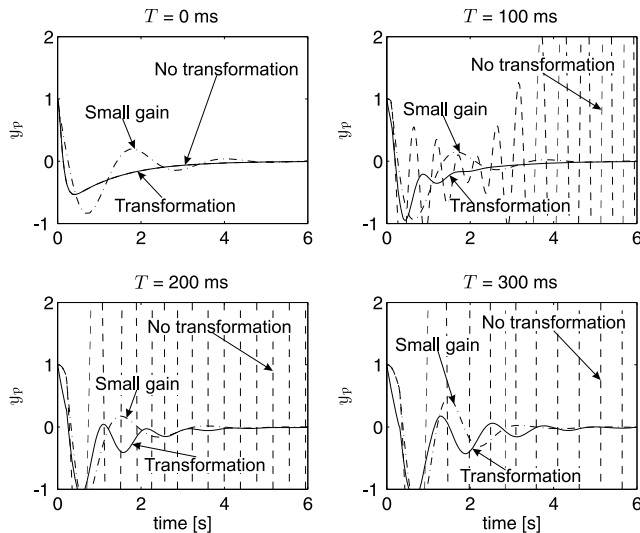 T = 0 ms
2
1
0
-1
y_p
No transformation
Small gain
Transformation
0 2 4 6
T = 100 ms
2
1
0
-1
y_p
No transformation
Small gain
Transformation
0 2 4 6
T = 200 ms
2
1
0
-1
y_p
No transformation
Small gain
Transformation
0 2 4 6
time [s]
T = 300 ms
2
1
0
-1
y_p
No transformation
Small gain
Transformation
0 2 4 6
time [s]